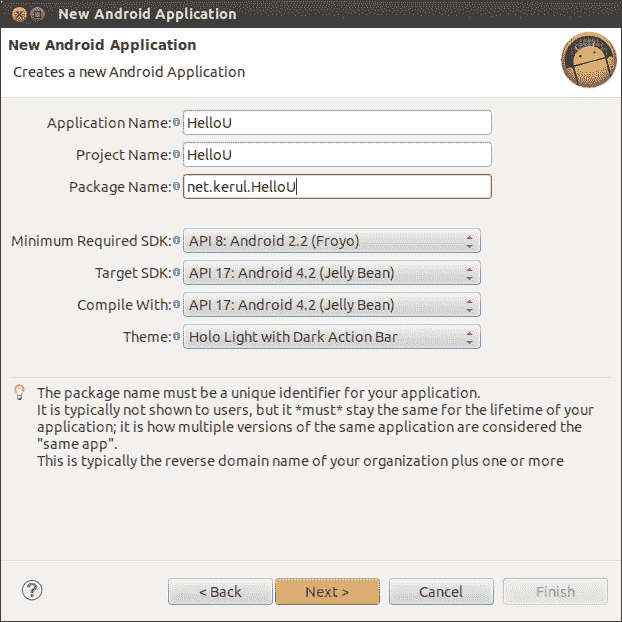 New Android Application
New Android Application
Creates a new Android Application
Application Name: HelloU
Project Name: HelloU
Package Name: net.kerul.HelloU
Minimum Required SDK: API 8: Android 2.2 (Froyo)
Target SDK: API 17: Android 4.2 (Jelly Bean)
Compile With: API 17: Android 4.2 (Jelly Bean)
Theme: Holo Light with Dark Action Bar
The package name must be a unique identifier for your application.
It is typically not shown to users, but it *must* stay the same for the lifetime of your
application; it is how multiple versions of the same application are considered the
"same app".
This is typically the reverse domain name of your organization plus one or more
? < Back Next > Cancel Finish